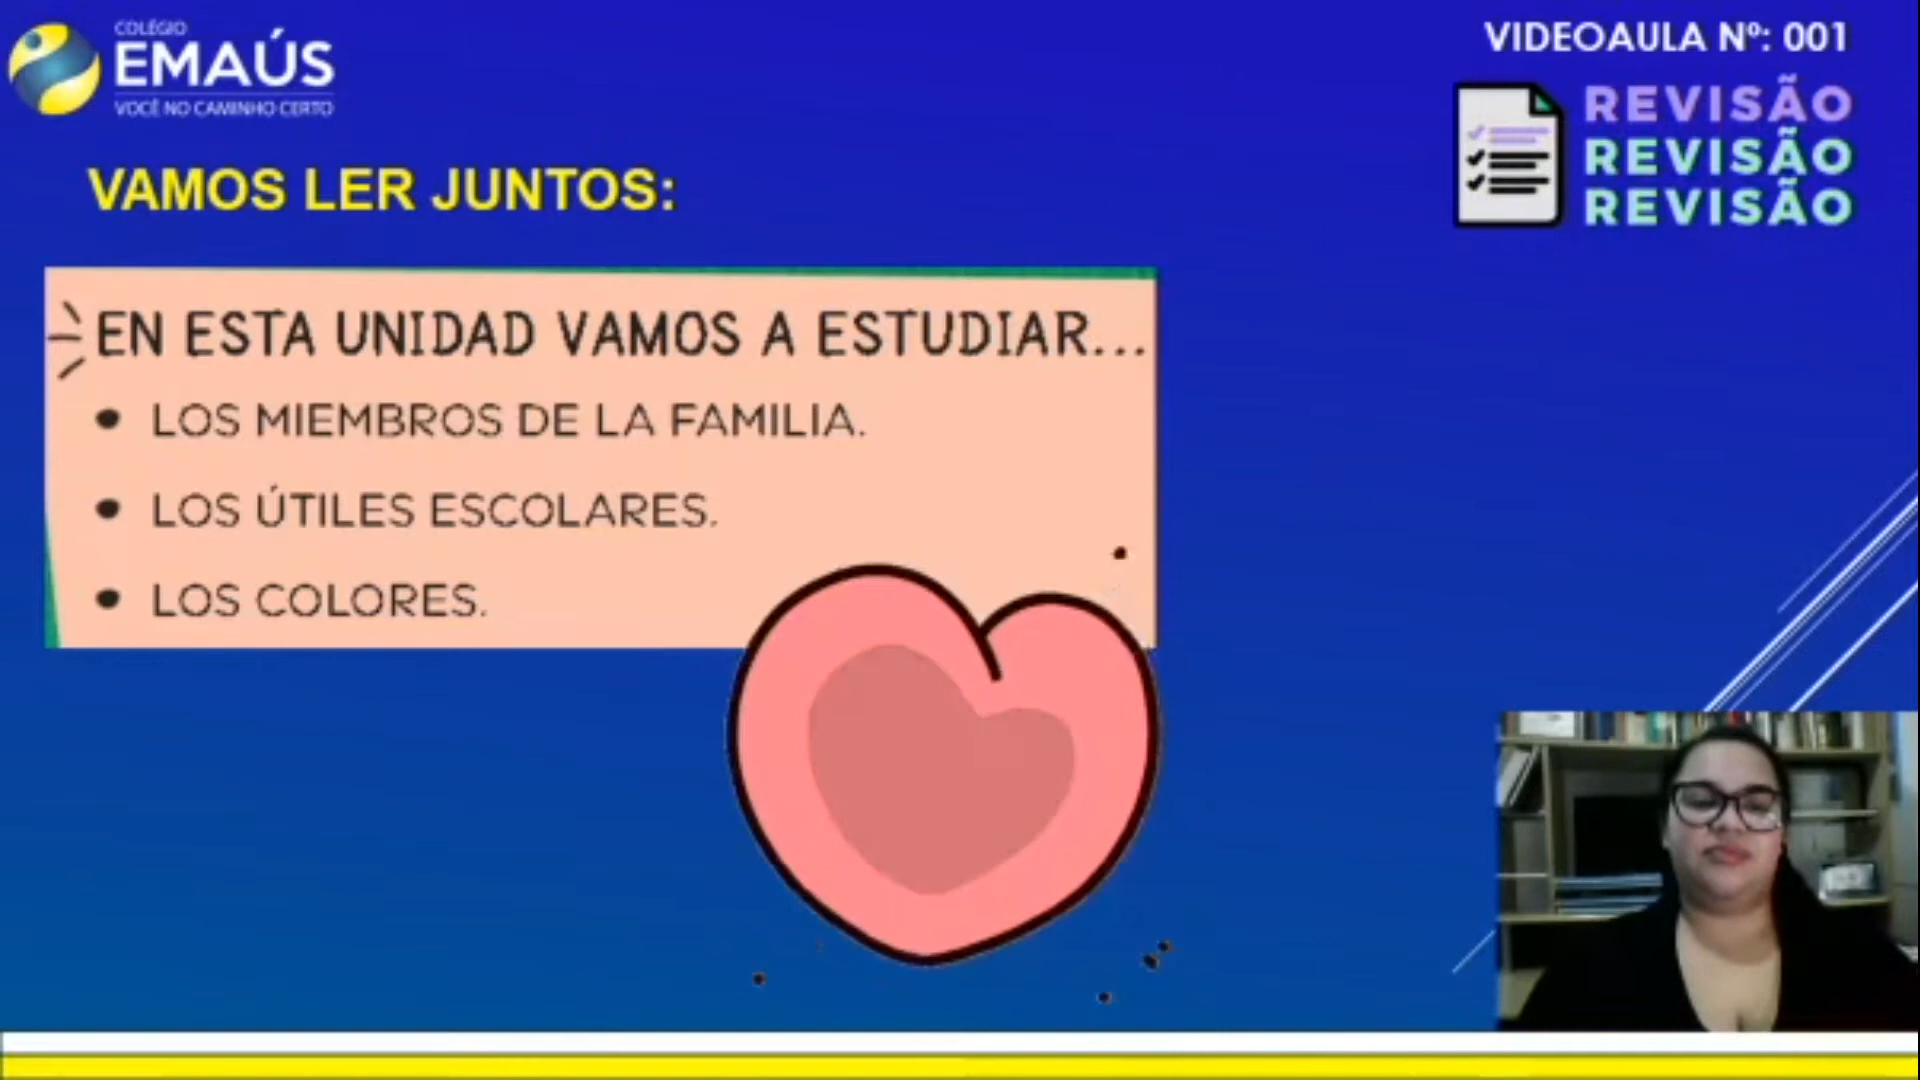 COLÉGIO
EMAÚS
VOCÊ NO CAMINHO CERTO
VIDEOAULA Nº: 001
REVISÃO
REVISÃO
REVISÃO
VAMOS LER JUNTOS:
EN ESTA UNIDAD VAMOS A ESTUDIAR...
• LOS MIEMBROS DE LA FAMILIA.
• LOS ÚTILES ESCOLARES.
• LOS COLORES.